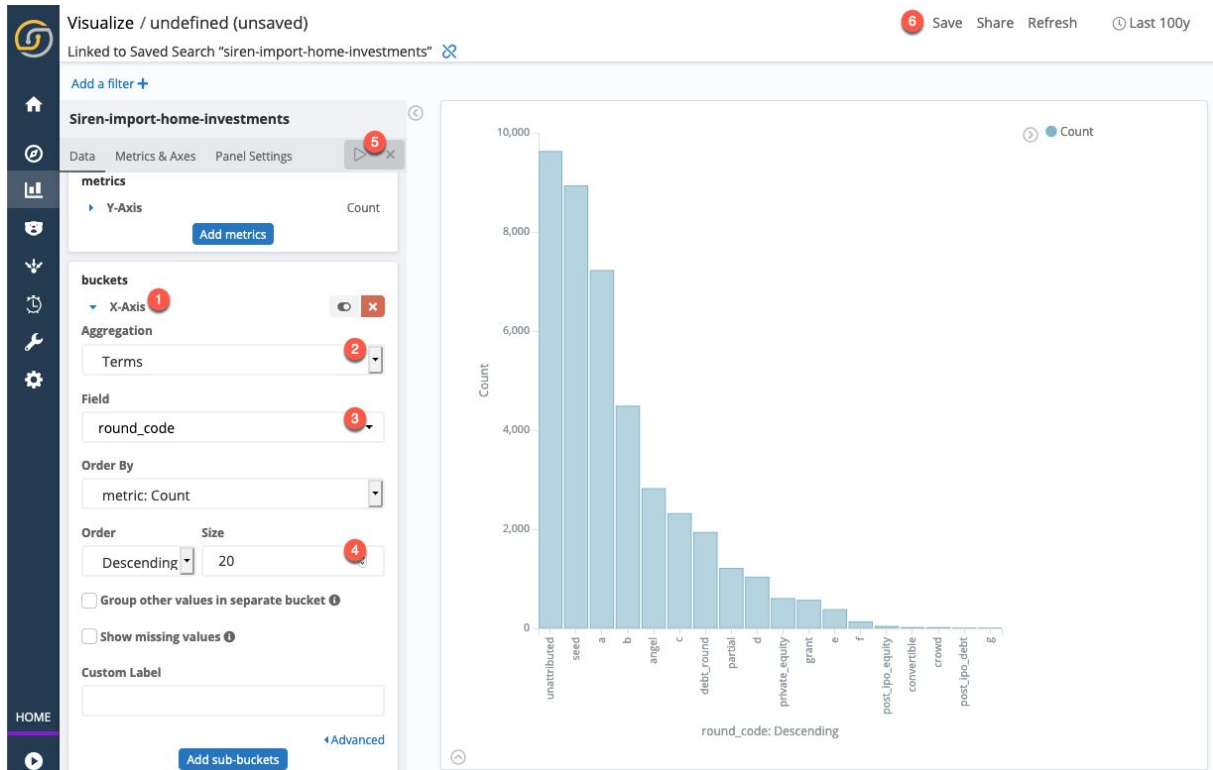 Visualize / undefined (unsaved)
6 Save Share Refresh Last 100y
Linked to Saved Search “siren-import-home-investments”
Add a filter +
Siren-import-home-investments
5
Data Metrics & Axes Panel Settings
metrics
Y-Axis Count
Add metrics
buckets
X-Axis 1
Aggregation
Terms 2
Field
round_code 3
Order By
metric: Count
Order Size
Descending 20 4
Group other values in separate bucket
Show missing values
Custom Label
Advanced
Add sub-buckets
HOME
Count
10,000
8,000
6,000
4,000
2,000
0
Count
unattributed
seed
a
b
angel
c
debt_round
partial
d
private_equity
grant
e
f
post_ipo_equity
convertible
crowd
post_ipo_debt
g
round_code: Descending